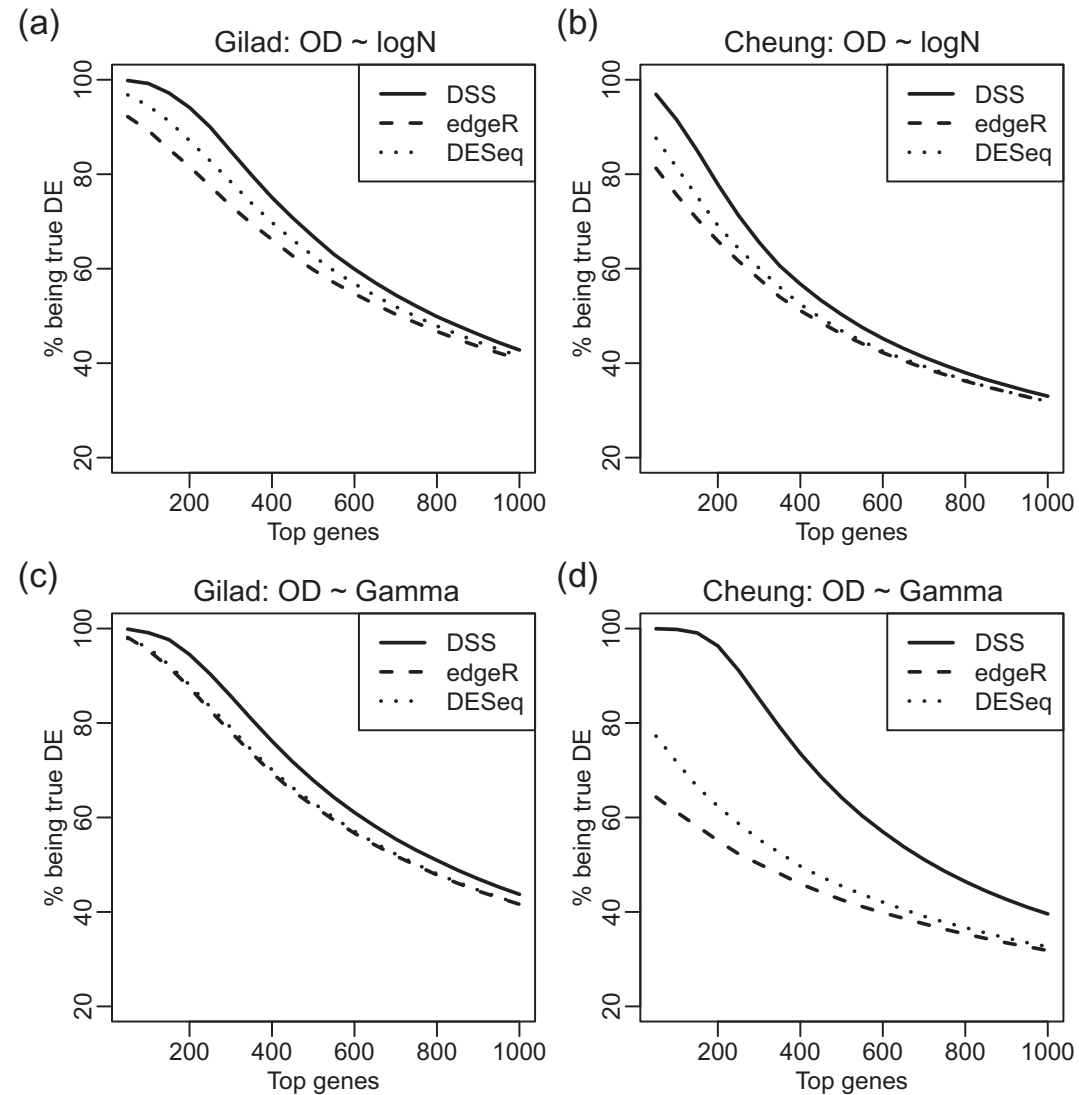 (a)
Gilad: OD ~ logN
% being true DE
100
80
60
40
20
DSS
edgeR
DESeq
200 400 600 800 1000
Top genes
(b)
Cheung: OD ~ logN
% being true DE
100
80
60
40
20
DSS
edgeR
DESeq
200 400 600 800 1000
Top genes
(c)
Gilad: OD ~ Gamma
% being true DE
100
80
60
40
20
DSS
edgeR
DESeq
200 400 600 800 1000
Top genes
(d)
Cheung: OD ~ Gamma
% being true DE
100
80
60
40
20
DSS
edgeR
DESeq
200 400 600 800 1000
Top genes